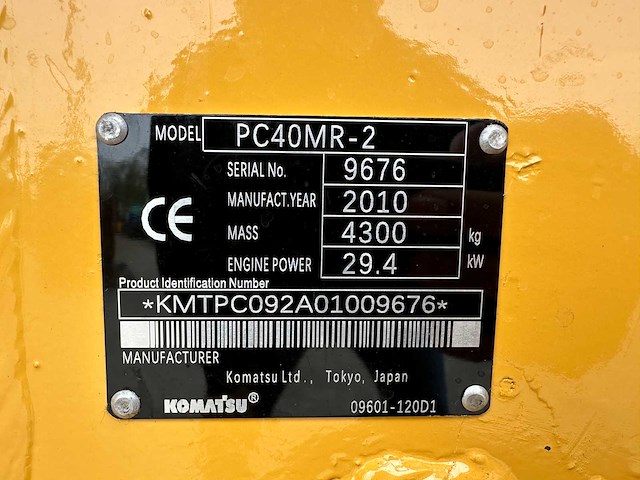 MODEL PC40MR-2
SERIAL No. 9676
MANUFACT.YEAR 2010
MASS 4300 kg
ENGINE POWER 29.4 kW
CE
Product Identification Number
*KMTPC092A01009676*
MANUFACTURER
Komatsu Ltd., Tokyo, Japan
KOMATSU® 09601-120D1